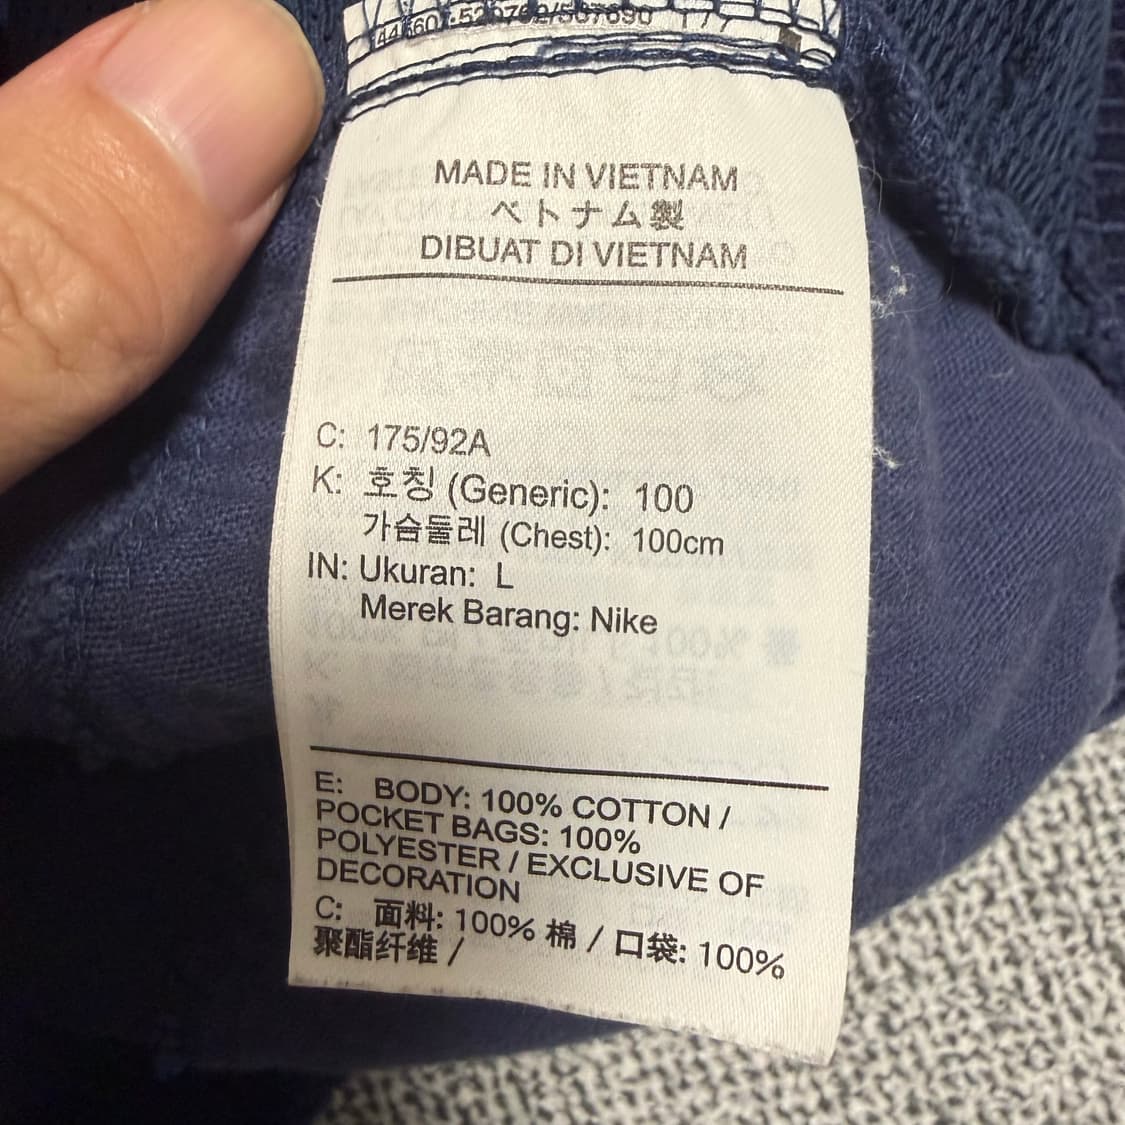 MADE IN VIETNAM
ベトナム製
DIBUAT DI VIETNAM
C: 175/92A
K: 호칭 (Generic): 100
가슴둘레 (Chest): 100cm
IN: Ukuran: L
Merek Barang: Nike
E: BODY: 100% COTTON /
POCKET BAGS: 100%
POLYESTER / EXCLUSIVE OF
DECORATION
C: 面料: 100% 棉 / 口袋: 100%
聚酯纤维 /